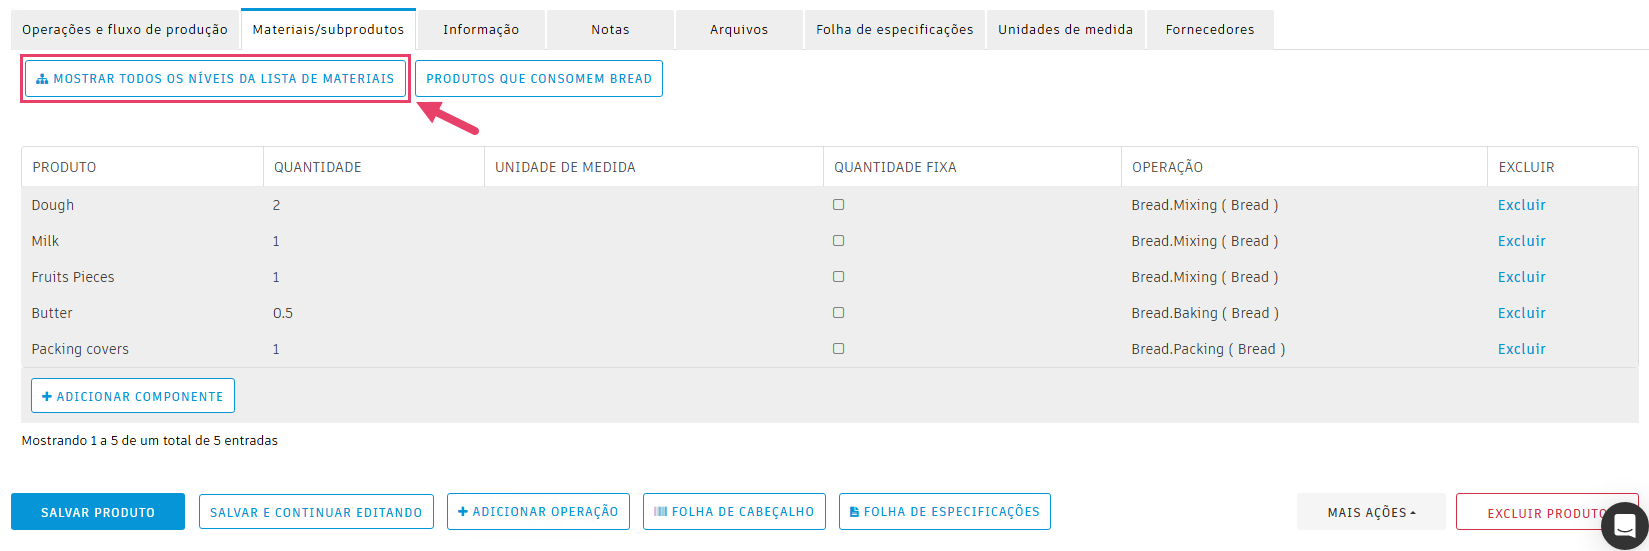 Operações e fluxo de produção Materiais/subprodutos Informação Notas Arquivos Folha de especificações Unidades de medida Fornecedores
MOSTRAR TODOS OS NÍVEIS DA LISTA DE MATERIAIS PRODUTOS QUE CONSOMEM BREAD
PRODUTO QUANTIDADE UNIDADE DE MEDIDA QUANTIDADE FIXA OPERAÇÃO EXCLUIR
Dough 2 Bread.Mixing ( Bread ) Excluir
Milk 1 Bread.Mixing ( Bread ) Excluir
Fruits Pieces 1 Bread.Mixing ( Bread ) Excluir
Butter 0.5 Bread.Baking ( Bread ) Excluir
Packing covers 1 Bread.Packing ( Bread ) Excluir
+ ADICIONAR COMPONENTE
Mostrando 1 a 5 de um total de 5 entradas
SALVAR PRODUTO SALVAR E CONTINUAR EDITANDO + ADICIONAR OPERAÇÃO FOLHA DE CABEÇALHO FOLHA DE ESPECIFICAÇÕES MAIS AÇÕES EXCLUIR PRODUTO